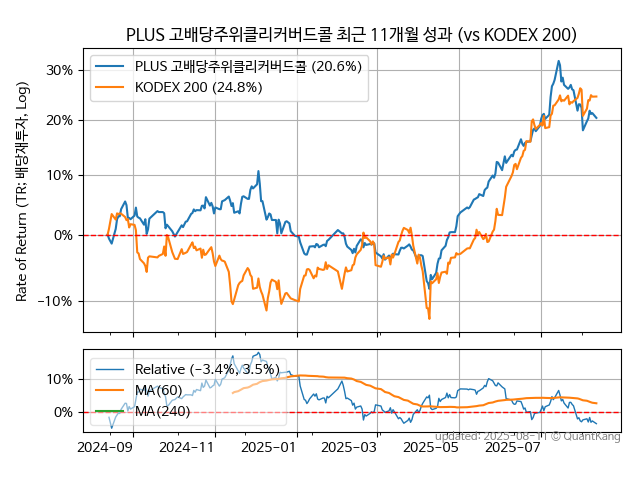 PLUS 고배당주위클리커버드콜 최근 11개월 성과 (vs KODEX 200)
PLUS 고배당주위클리커버드콜 (20.6%)
KODEX 200 (24.8%)
Rate of Return (TR: 배당재투자, Log)
30%
20%
10%
0%
−10%
Relative (−3.4%, 3.5%)
MA(60)
MA(240)
10%
0%
2024-09
2024-11
2025-01
2025-03
2025-05
2025-07
updated: 2025-08-11 © QuantKang